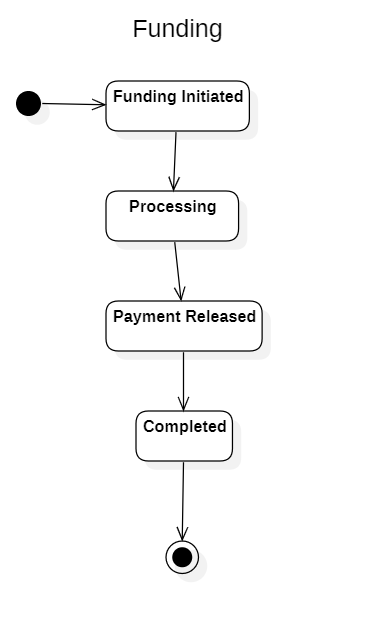 Funding
Funding Initiated
Processing
Payment Released
Completed